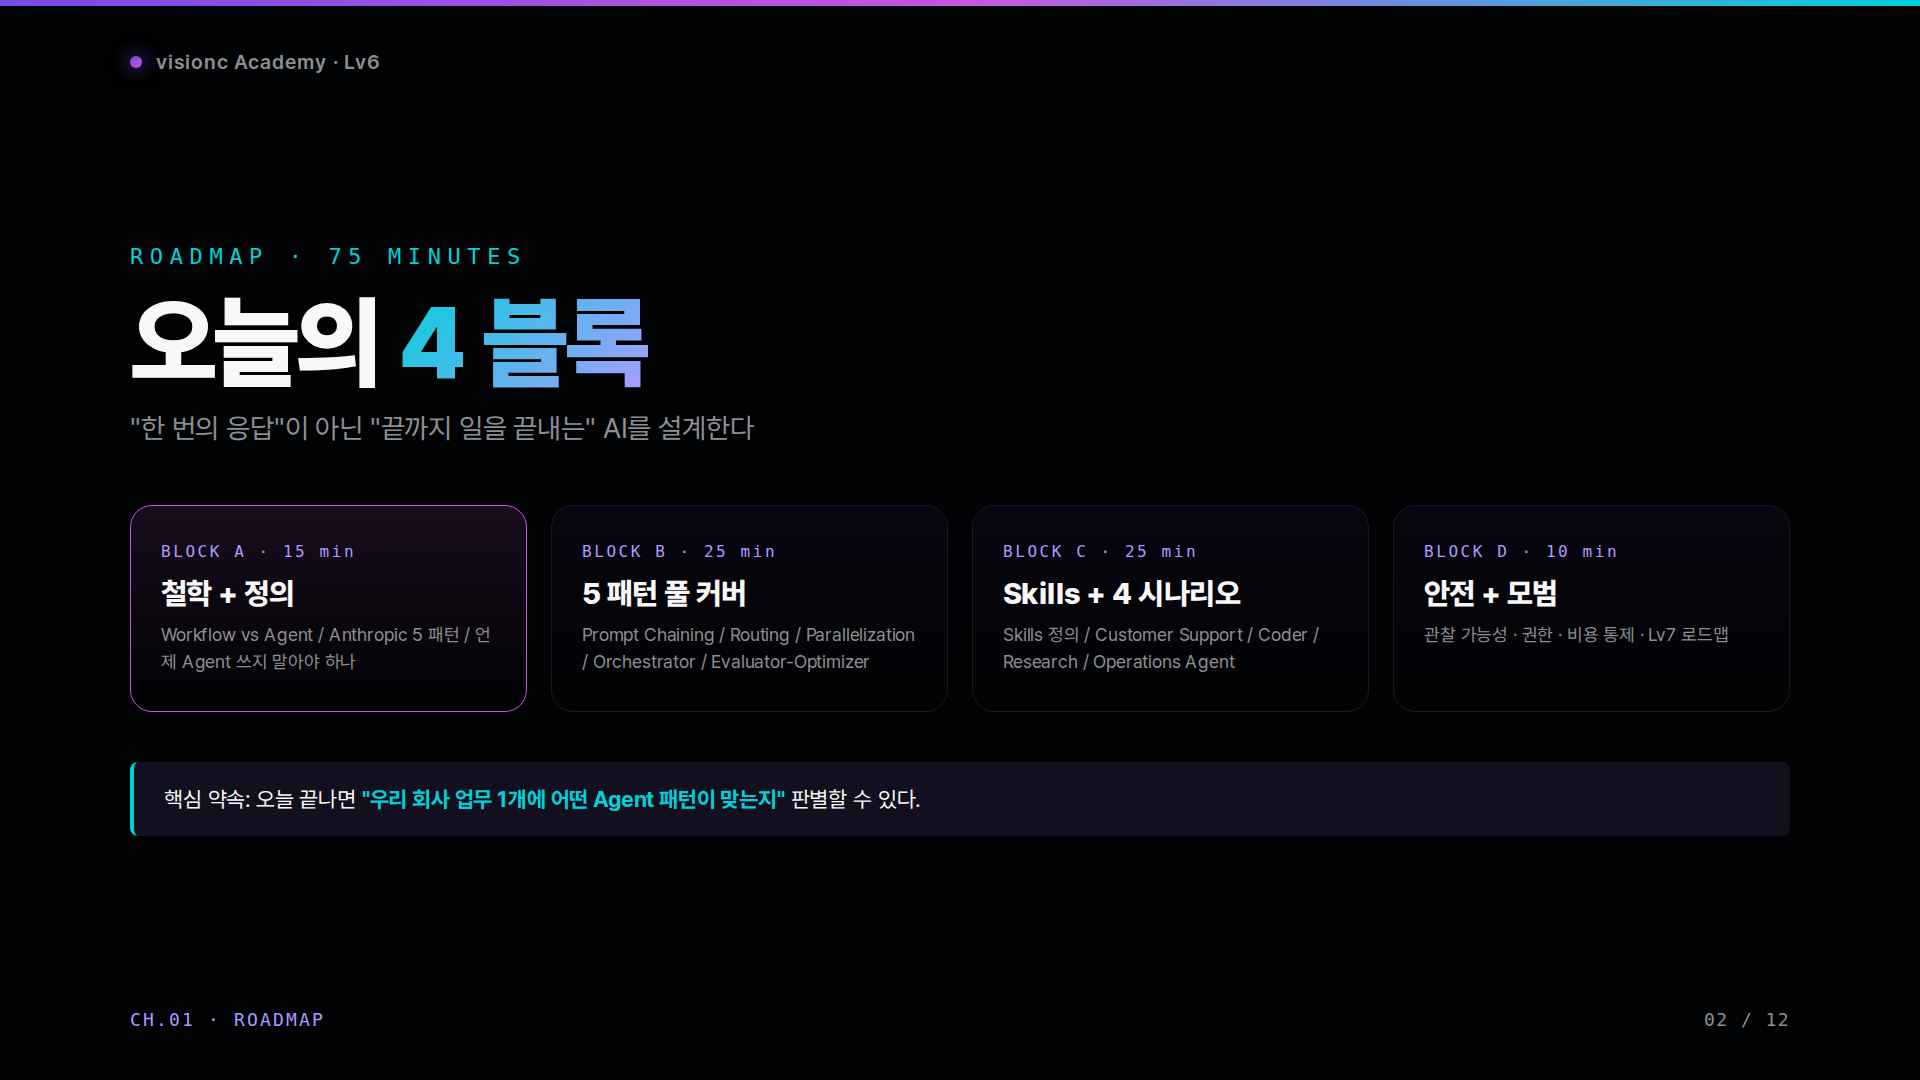 visionc Academy · Lv6
ROADMAP · 75 MINUTES
오늘의 4 블록
"한 번의 응답"이 아닌 "끝까지 일을 끝내는" AI를 설계한다
BLOCK A · 15 min
철학 + 정의
Workflow vs Agent / Anthropic 5 패턴 / 언
제 Agent 쓰지 말아야 하나
BLOCK B · 25 min
5 패턴 풀 커버
Prompt Chaining / Routing / Parallelization
/ Orchestrator / Evaluator-Optimizer
BLOCK C · 25 min
Skills + 4 시나리오
Skills 정의 / Customer Support / Coder /
Research / Operations Agent
BLOCK D · 10 min
안전 + 모범
관찰 가능성 · 권한 · 비용 통제 · Lv7 로드맵
핵심 약속: 오늘 끝나면 "우리 회사 업무 1개에 어떤 Agent 패턴이 맞는지" 판별할 수 있다.
CH.01 · ROADMAP
02 / 12